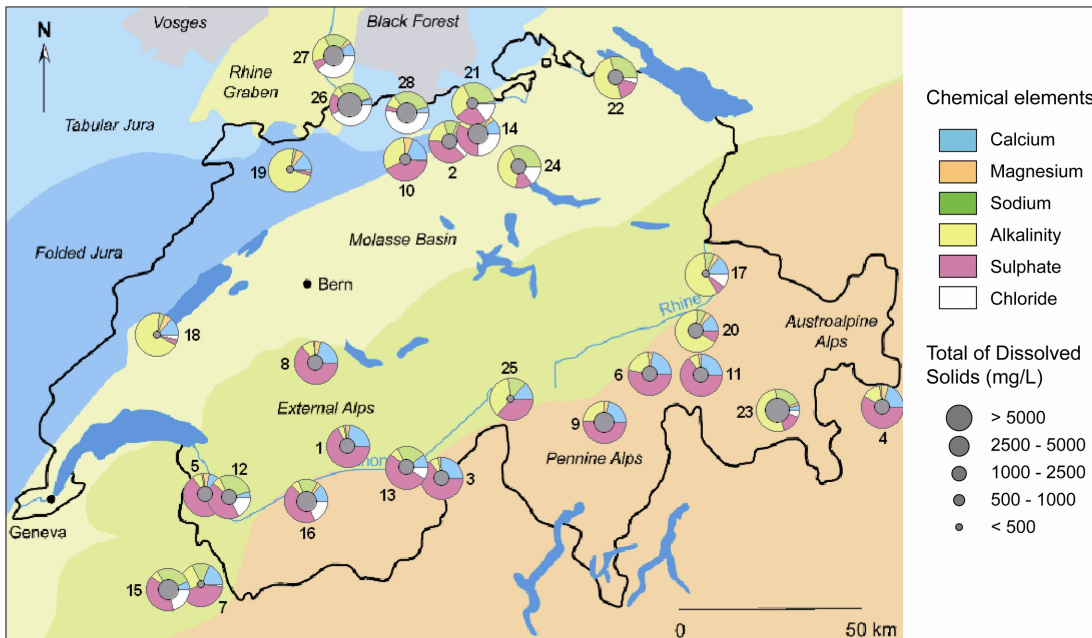 Vosges
Black Forest
N
27
Rhine
Graben
28
21
22
26
Tabular Jura
14
2
19
10
24
Molasse Basin
Folded Jura
Bern
17
Rhine
18
20
Austroalpine
Alps
8
25
6
11
External Alps
23
9
4
1
Pennine Alps
5
12
13
3
Geneva
16
15
7
0
50 km
Chemical elements
Calcium
Magnesium
Sodium
Alkalinity
Sulphate
Chloride
Total of Dissolved
Solids (mg/L)
> 5000
2500 - 5000
1000 - 2500
500 - 1000
< 500